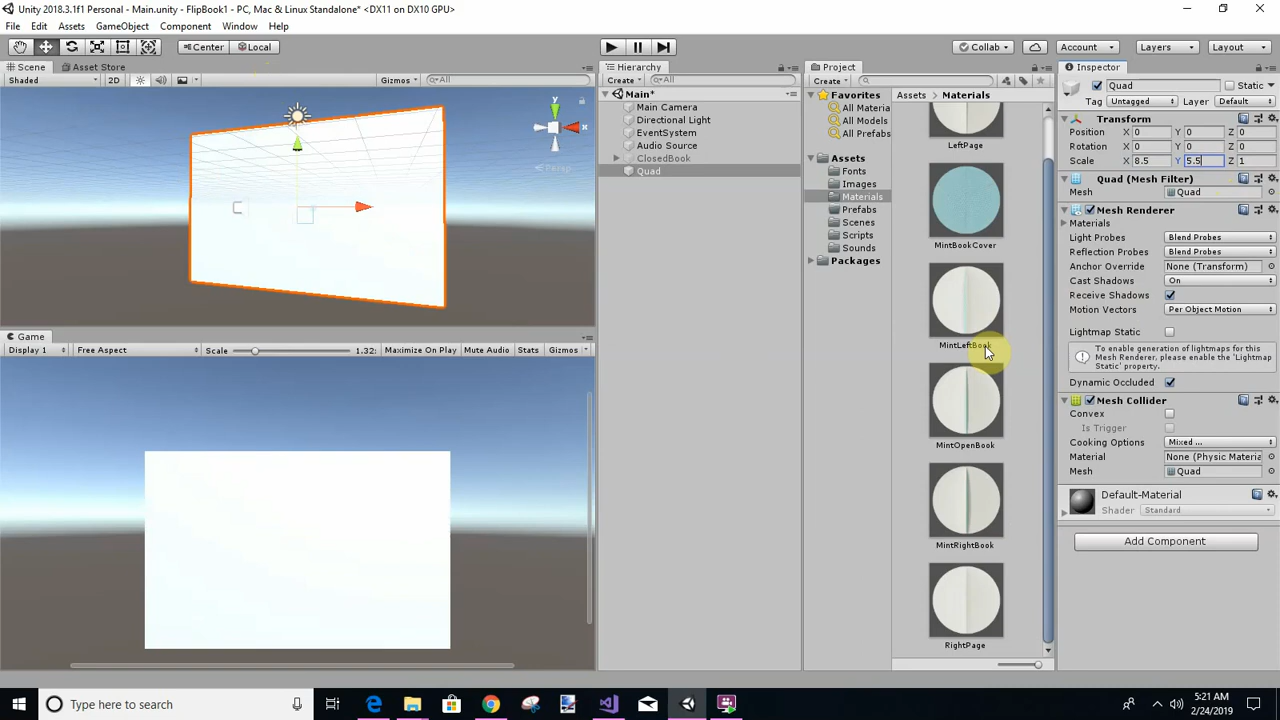 Unity 2018.3.1f1 Personal - Main.unity - FlipBook1 - PC, Mac & Linux Standalone* <DX11 on DX10 GPU>
File Edit Assets GameObject Component Window Help
Center Local Collab Account Layers Layout
Scene Asset Store
Shaded 2D Gizmos All
y x
Persp
Game
Display 1 Free Aspect Scale 1.32: Maximize On Play Mute Audio Stats Gizmos
Hierarchy
Create All
Main*
Main Camera
Directional Light
EventSystem
Audio Source
ClosedBook
Quad
Project
Create
Favorites
All Materia
All Models
All Prefabs
Assets
Fonts
Images
Materials
Prefabs
Scenes
Scripts
Sounds
Packages
Assets Materials
LeftPage
MintBookCover
MintLeftBook
MintOpenBook
MintRightBook
RightPage
Inspector
Quad Static
Tag Untagged Layer Default
Transform
Position X 0 Y 0 Z 0
Rotation X 0 Y 0 Z 0
Scale X 8.5 Y 5.5 Z 1
Quad (Mesh Filter)
Mesh Quad
Mesh Renderer
Materials
Light Probes Blend Probes
Reflection Probes Blend Probes
Anchor Override None (Transform)
Cast Shadows On
Receive Shadows
Motion Vectors Per Object Motion
Lightmap Static
To enable generation of lightmaps for this
Mesh Renderer, please enable the 'Lightmap
Static' property.
Dynamic Occluded
Mesh Collider
Convex
Is Trigger
Cooking Options Mixed ...
Material None (Physic Materia
Mesh Quad
Default-Material
Shader Standard
Add Component
Type here to search
5:21 AM
2/24/2019